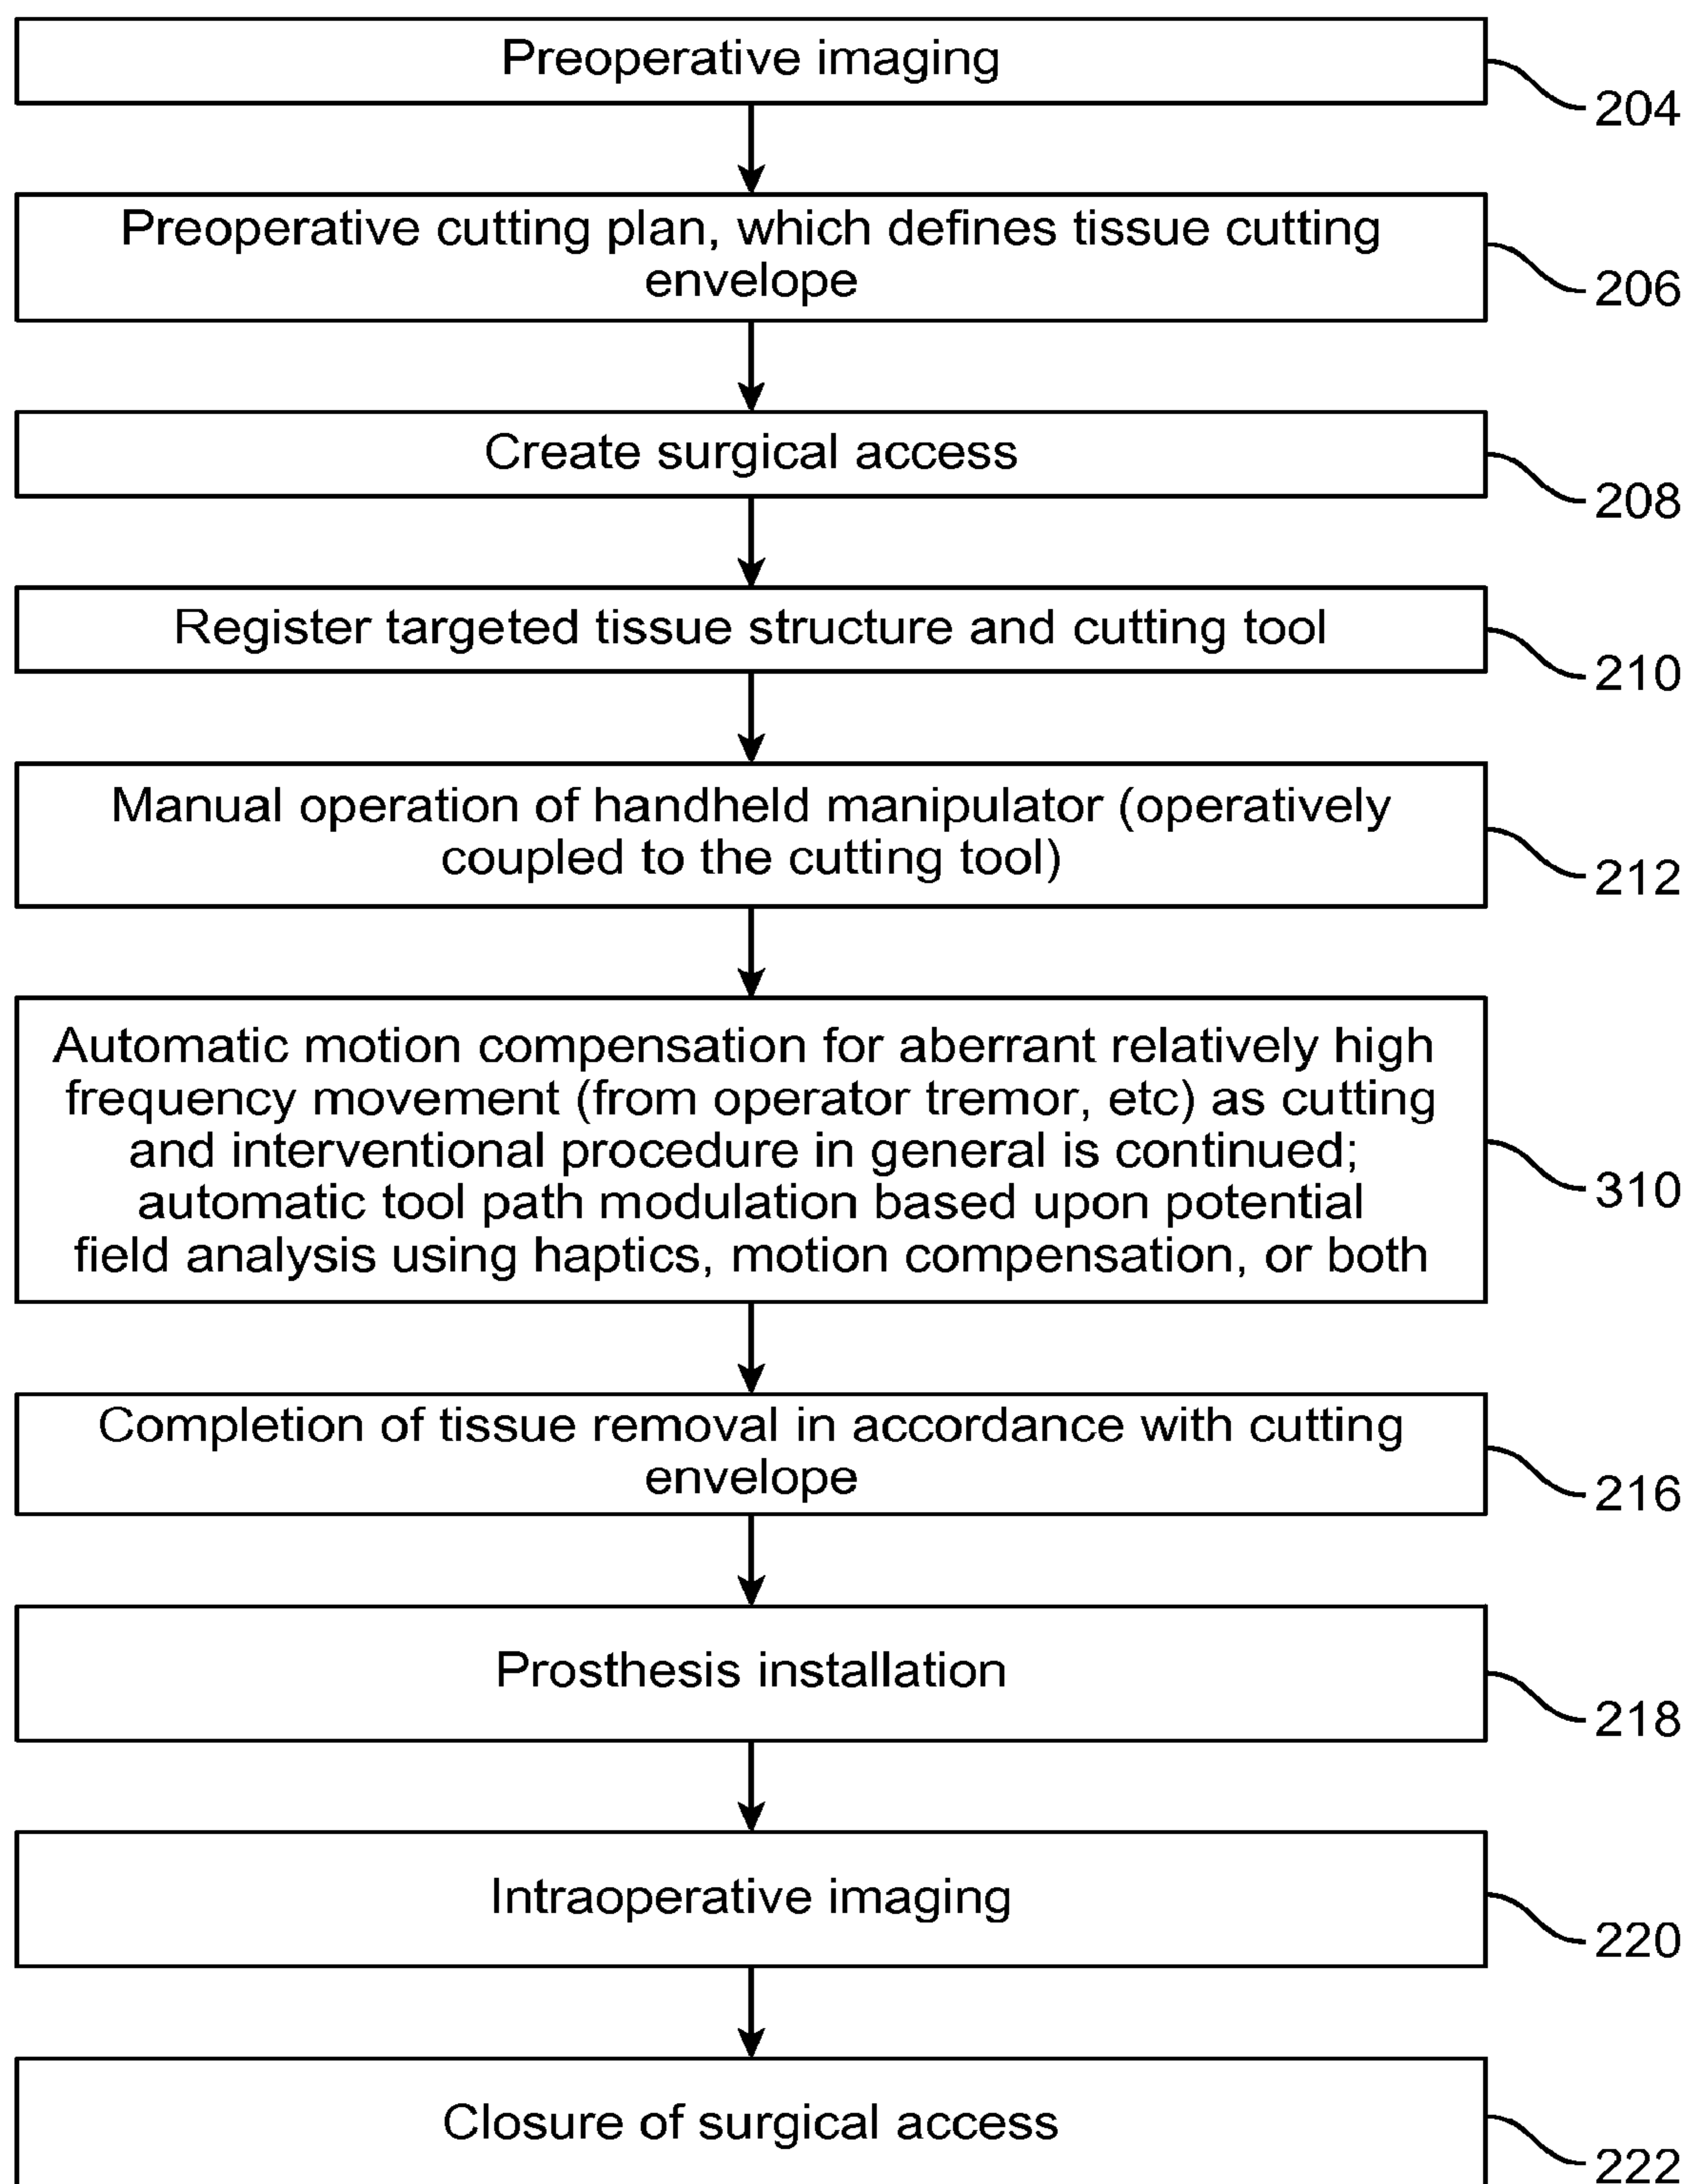 Preoperative imaging
204
Preoperative cutting plan, which defines tissue cutting
envelope
206
Create surgical access
208
Register targeted tissue structure and cutting tool
210
Manual operation of handheld manipulator (operatively
coupled to the cutting tool)
212
Automatic motion compensation for aberrant relatively high
frequency movement (from operator tremor, etc) as cutting
and interventional procedure in general is continued;
automatic tool path modulation based upon potential
field analysis using haptics, motion compensation, or both
310
Completion of tissue removal in accordance with cutting
envelope
216
Prosthesis installation
218
Intraoperative imaging
220
Closure of surgical access
222